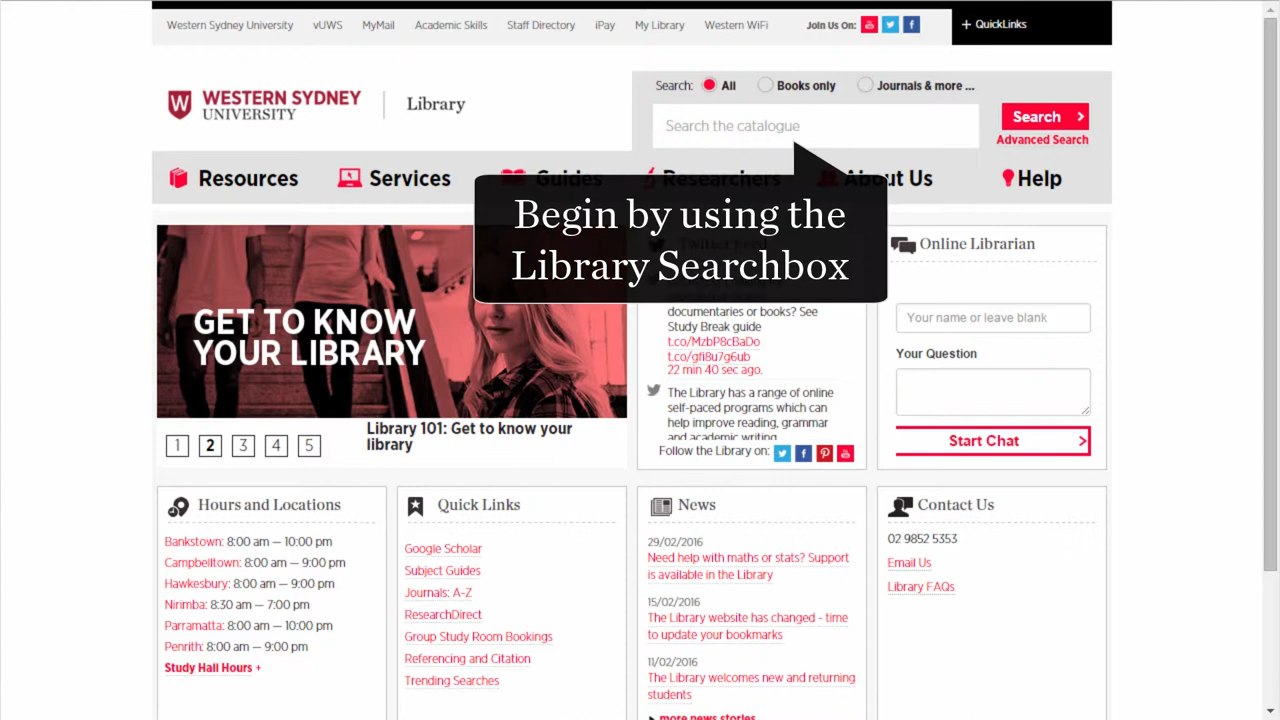 Western Sydney University vUWS MyMail Academic Skills Staff Directory iPay My Library Western WiFi Join Us On: + QuickLinks
Search: All Books only Journals & more ...
WESTERN SYDNEY
UNIVERSITY
Library
Search the catalogue
Search >
Advanced Search
Resources Services Guides Researchers About Us Help
Begin by using the
Library Searchbox
GET TO KNOW
YOUR LIBRARY
1 2 3 4 5
Library 101: Get to know your
library
documentaries or books? See
Study Break guide
t.co/MzbP8cBaDo
t.co/gfi8u7g6ub
22 min 40 sec ago.
The Library has a range of online
self-paced programs which can
help improve reading, grammar
and academic writing
Follow the Library on:
Online Librarian
Your name or leave blank
Your Question
Start Chat >
Hours and Locations
Bankstown: 8:00 am — 10:00 pm
Campbelltown: 8:00 am — 9:00 pm
Hawkesbury: 8:00 am — 9:00 pm
Nirimba: 8:30 am — 7:00 pm
Parramatta: 8:00 am — 10:00 pm
Penrith: 8:00 am — 9:00 pm
Study Hall Hours +
Quick Links
Google Scholar
Subject Guides
Journals: A-Z
ResearchDirect
Group Study Room Bookings
Referencing and Citation
Trending Searches
News
29/02/2016
Need help with maths or stats? Support
is available in the Library
15/02/2016
The Library website has changed - time
to update your bookmarks
11/02/2016
The Library welcomes new and returning
students
more news stories
Contact Us
02 9852 5353
Email Us
Library FAQs